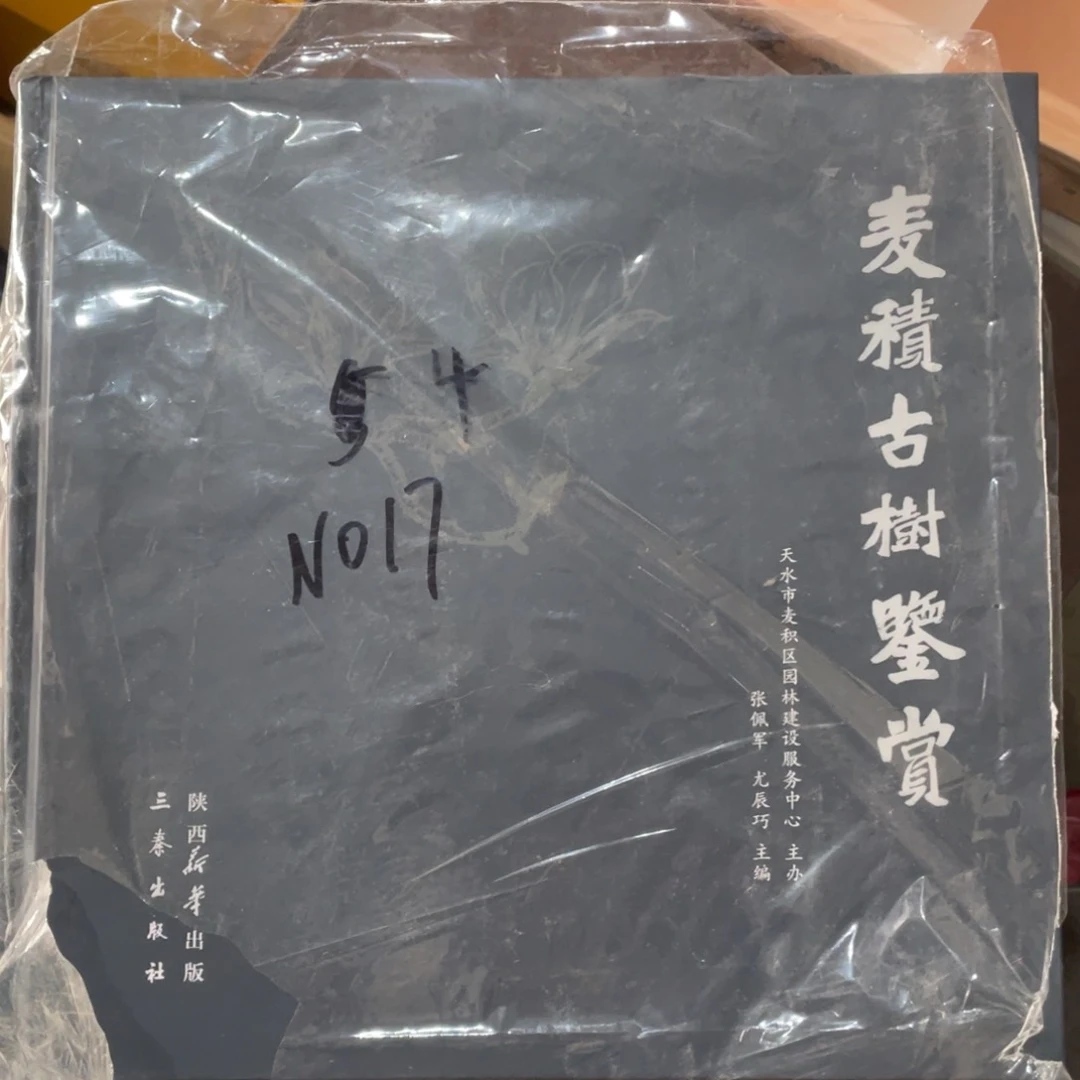 麦積古樹鑒賞
天水市麦积区园林建设服务中心 主办
张佩军 尤辰巧 主编
陕西新华出版
三秦出版社
4
NO17